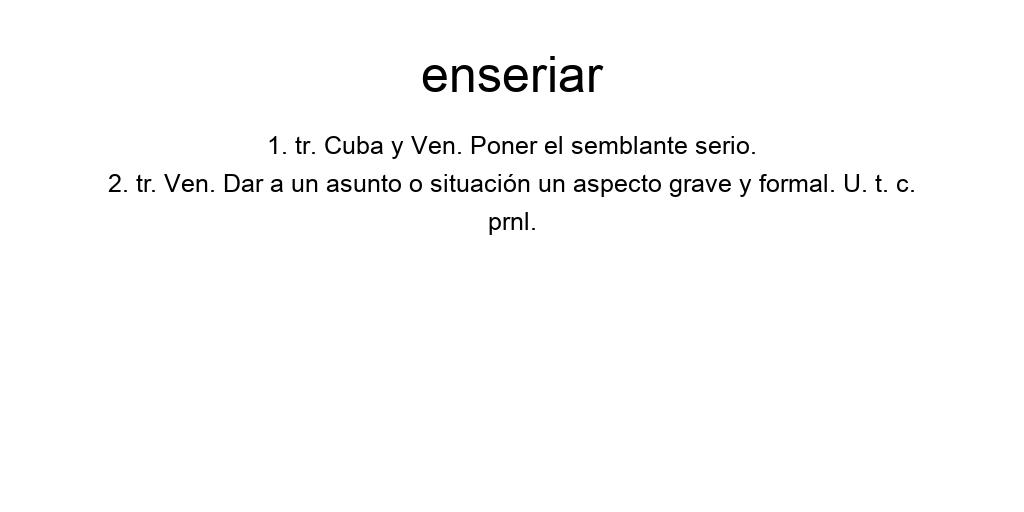 enseriar
1. tr. Cuba y Ven. Poner el semblante serio.
2. tr. Ven. Dar a un asunto o situación un aspecto grave y formal. U. t. c.
prnl.